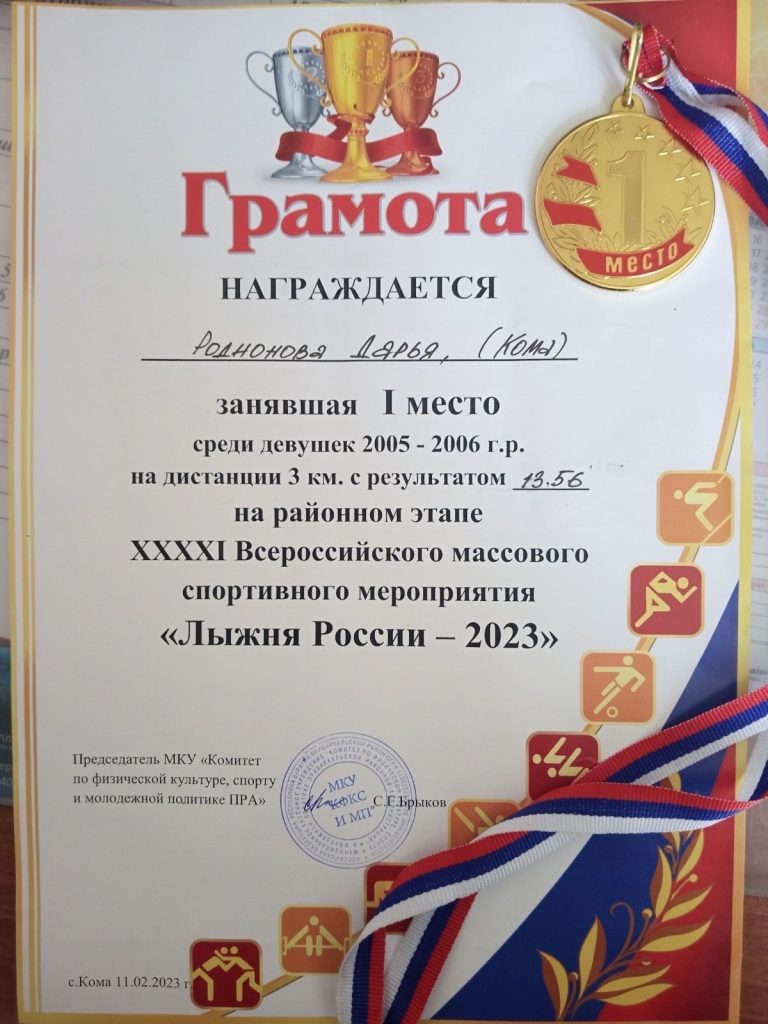 Грамота
1
место
НАГРАЖДАЕТСЯ
Родионова Дарья, (Кома)
занявшая I место
среди девушек 2005 - 2006 г.р.
на дистанции 3 км. с результатом 13.56
на районном этапе
XXXXI Всероссийского массового
спортивного мероприятия
«Лыжня России – 2023»
Председатель МКУ «Комитет
по физической культуре, спорту
и молодежной политике ПРА»
С.Г.Брыков
МКУ
"КФКС
И МП"
с.Кома 11.02.2023 г.